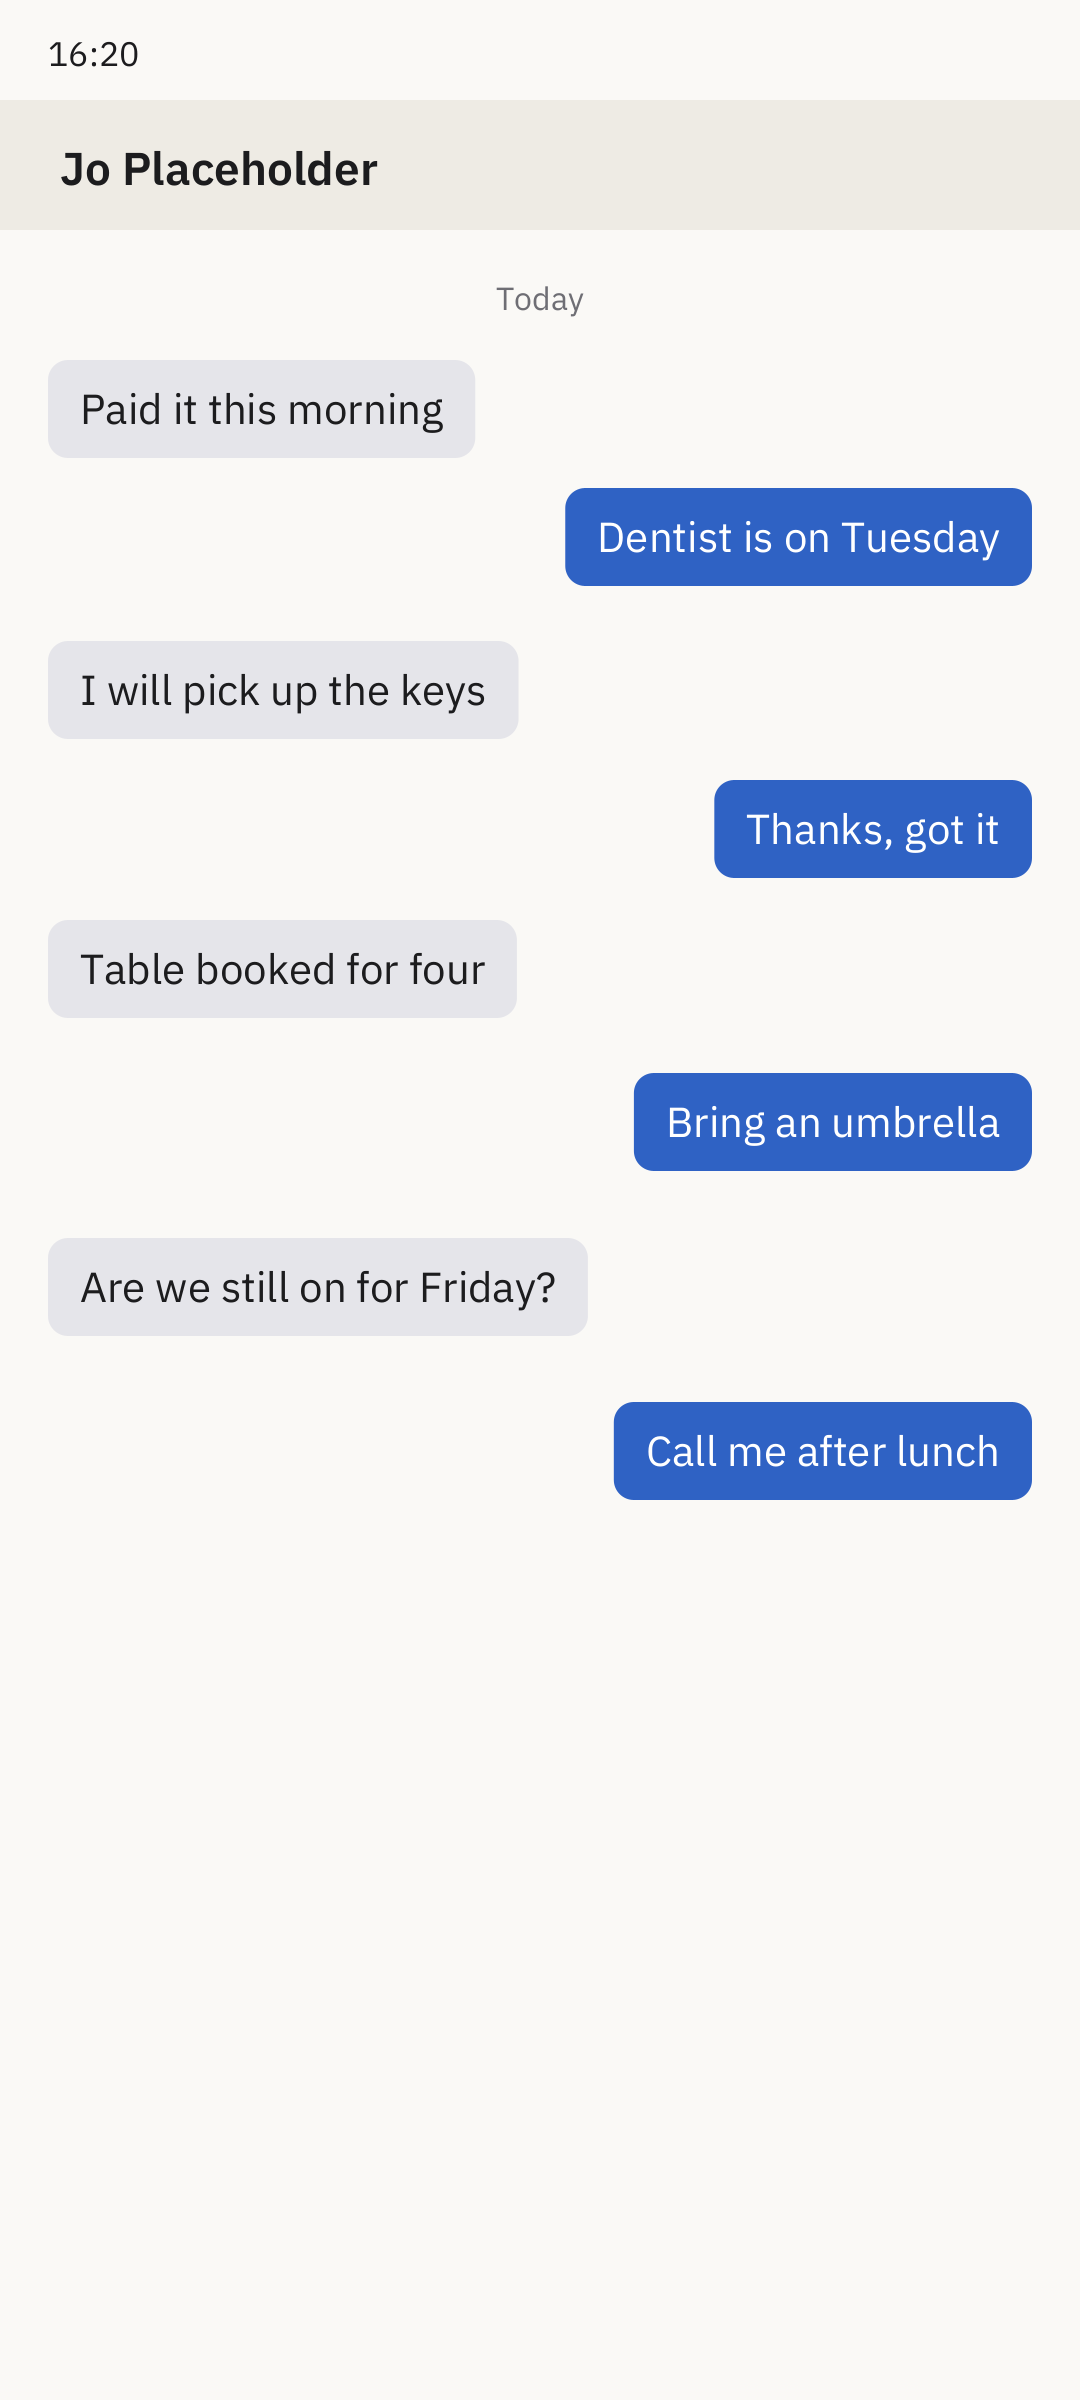 16:20
Jo Placeholder
Today
Paid it this morning
Dentist is on Tuesday
I will pick up the keys
Thanks, got it
Table booked for four
Bring an umbrella
Are we still on for Friday?
Call me after lunch